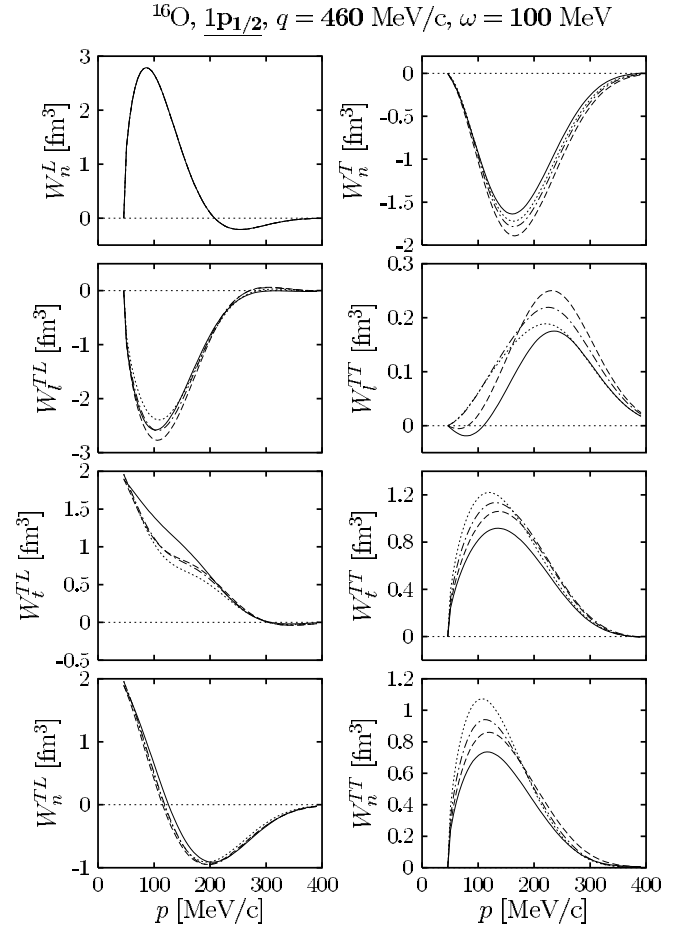 ¹⁶O, 1p₁/₂, q = 460 MeV/c, ω = 100 MeV
W_n^L [fm³]
3
2
1
0
W_n^T [fm³]
0
-0.5
-1
-1.5
-2
W_l^TL [fm³]
0
-1
-2
-3
W_l^TT [fm³]
0.3
0.2
0.1
0
W_t^TL [fm³]
2
1.5
1
0.5
0
-0.5
W_t^TT [fm³]
1.2
0.8
0.4
0
W_n^TL [fm³]
2
1
0
-1
W_n^TT [fm³]
1.2
1
0.8
0.6
0.4
0.2
0
0 100 200 300 400
0 100 200 300 400
p [MeV/c]
p [MeV/c]